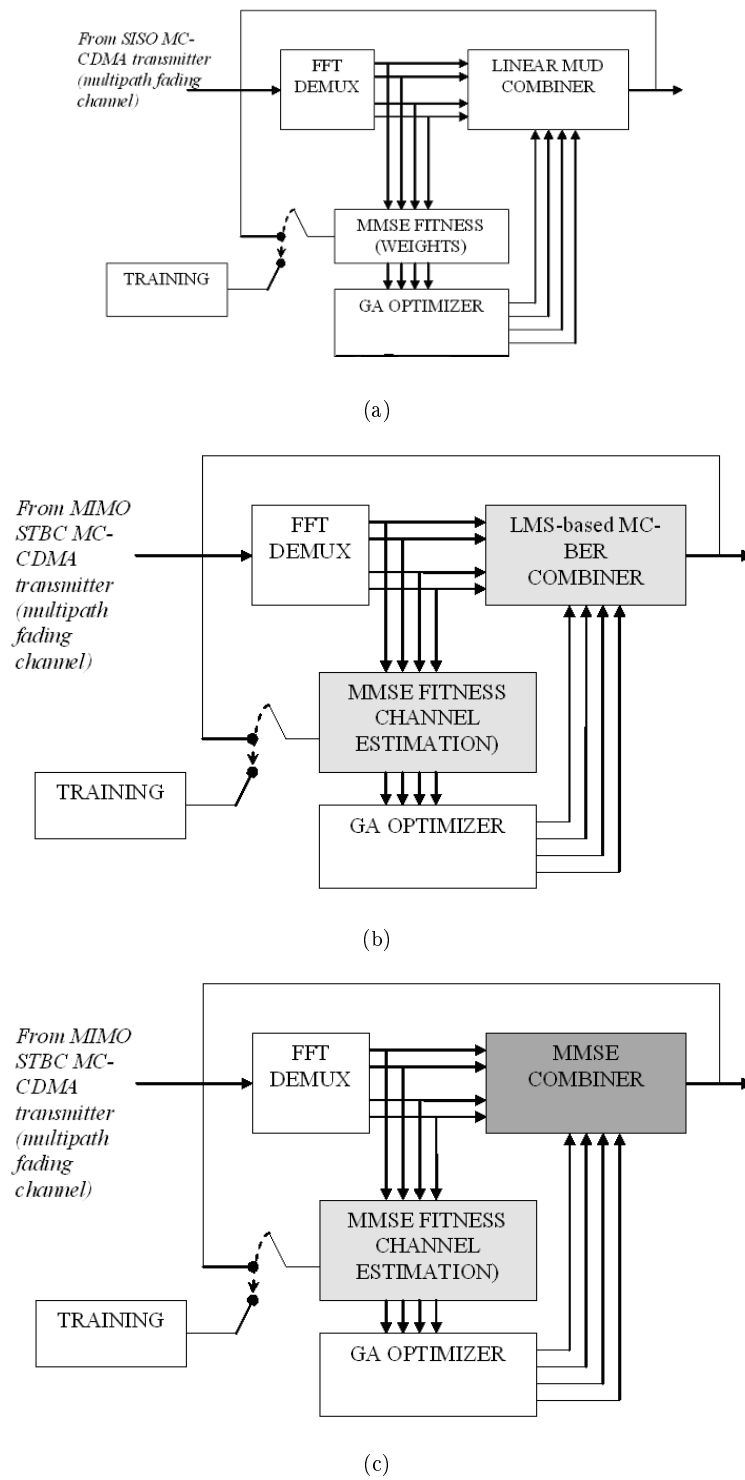 From SISO MC-
CDMA transmitter
(multipath fading
channel)
FFT
DEMUX
LINEAR MUD
COMBINER
MMSE FITNESS
(WEIGHTS)
TRAINING
GA OPTIMIZER
(a)
From MIMO
STBC MC-
CDMA
transmitter
(multipath
fading
channel)
FFT
DEMUX
LMS-based MC-
BER
COMBINER
MMSE FITNESS
CHANNEL
ESTIMATION)
TRAINING
GA OPTIMIZER
(b)
From MIMO
STBC MC-
CDMA
transmitter
(multipath
fading
channel)
FFT
DEMUX
MMSE
COMBINER
MMSE FITNESS
CHANNEL
ESTIMATION)
TRAINING
GA OPTIMIZER
(c)